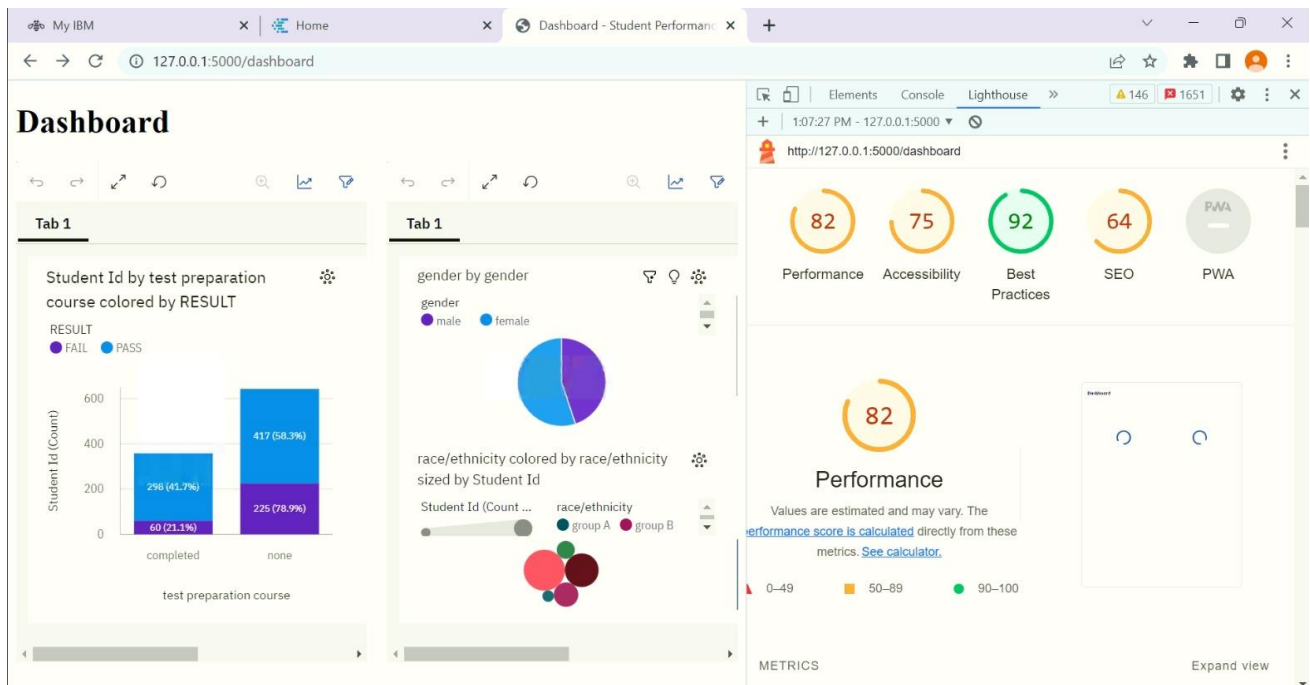 My IBM
Home
Dashboard - Student Performanc
127.0.0.1:5000/dashboard
Dashboard
Tab 1
Student Id by test preparation
course colored by RESULT
RESULT
FAIL PASS
Student Id (Count)
600
400
200
0
417 (58.3%)
298 (41.7%)
225 (78.9%)
60 (21.1%)
completed none
test preparation course
Tab 1
gender by gender
gender
male female
race/ethnicity colored by race/ethnicity
sized by Student Id
Student Id (Count ... race/ethnicity
group A group B
Elements Console Lighthouse 146 1651
1:07:27 PM - 127.0.0.1:5000
http://127.0.0.1:5000/dashboard
82 75 92 64 PWA
Performance Accessibility Best Practices SEO PWA
82
Dashboard
Performance
Values are estimated and may vary. The
erformance score is calculated directly from these
metrics. See calculator.
0–49 50–89 90–100
METRICS Expand view